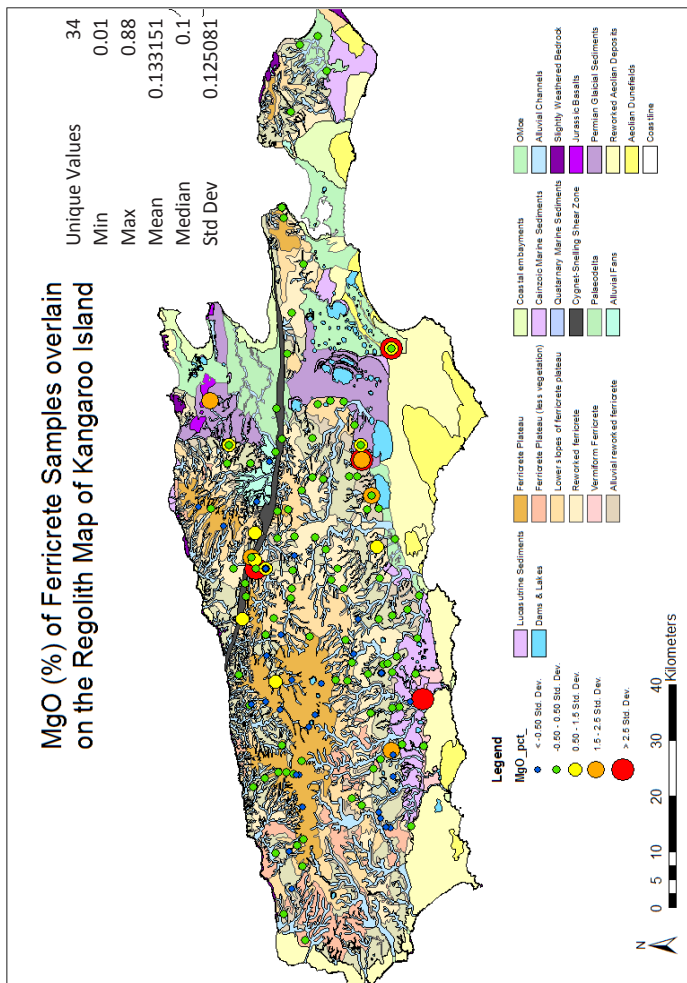 MgO (%) of Ferricrete Samples overlain
on the Regolith Map of Kangaroo Island
Unique Values 34
Min 0.01
Max 0.88
Mean 0.133151
Median 0.1
Std Dev 0.125081
Legend
MgO_pct_
< -0.50 Std. Dev.
-0.50 - 0.50 Std. Dev.
0.50 - 1.5 Std. Dev.
1.5 - 2.5 Std. Dev.
> 2.5 Std. Dev.
Lucasutrine Sediments
Dams & Lakes
Ferricrete Plateau
Ferricrete Plateau (less vegetation)
Lower slopes of ferricrete plateau
Reworked ferricrete
Vermiform Ferricrete
Alluvial reworked ferricrete
Coastal embayments
Cainzoic Marine Sediments
Quatarnary Marine Sediments
Cygnet-Snelling Shear Zone
Palaeodelta
Alluvial Fans
OMoe
Alluvial Channels
Slightly Weathered Bedrock
Jurassic Basalts
Permian Glacial Sediments
Reworked Aeolian Deposits
Aeolian Dunefields
Coastline
N
0 5 10 20 30 40
Kilometers